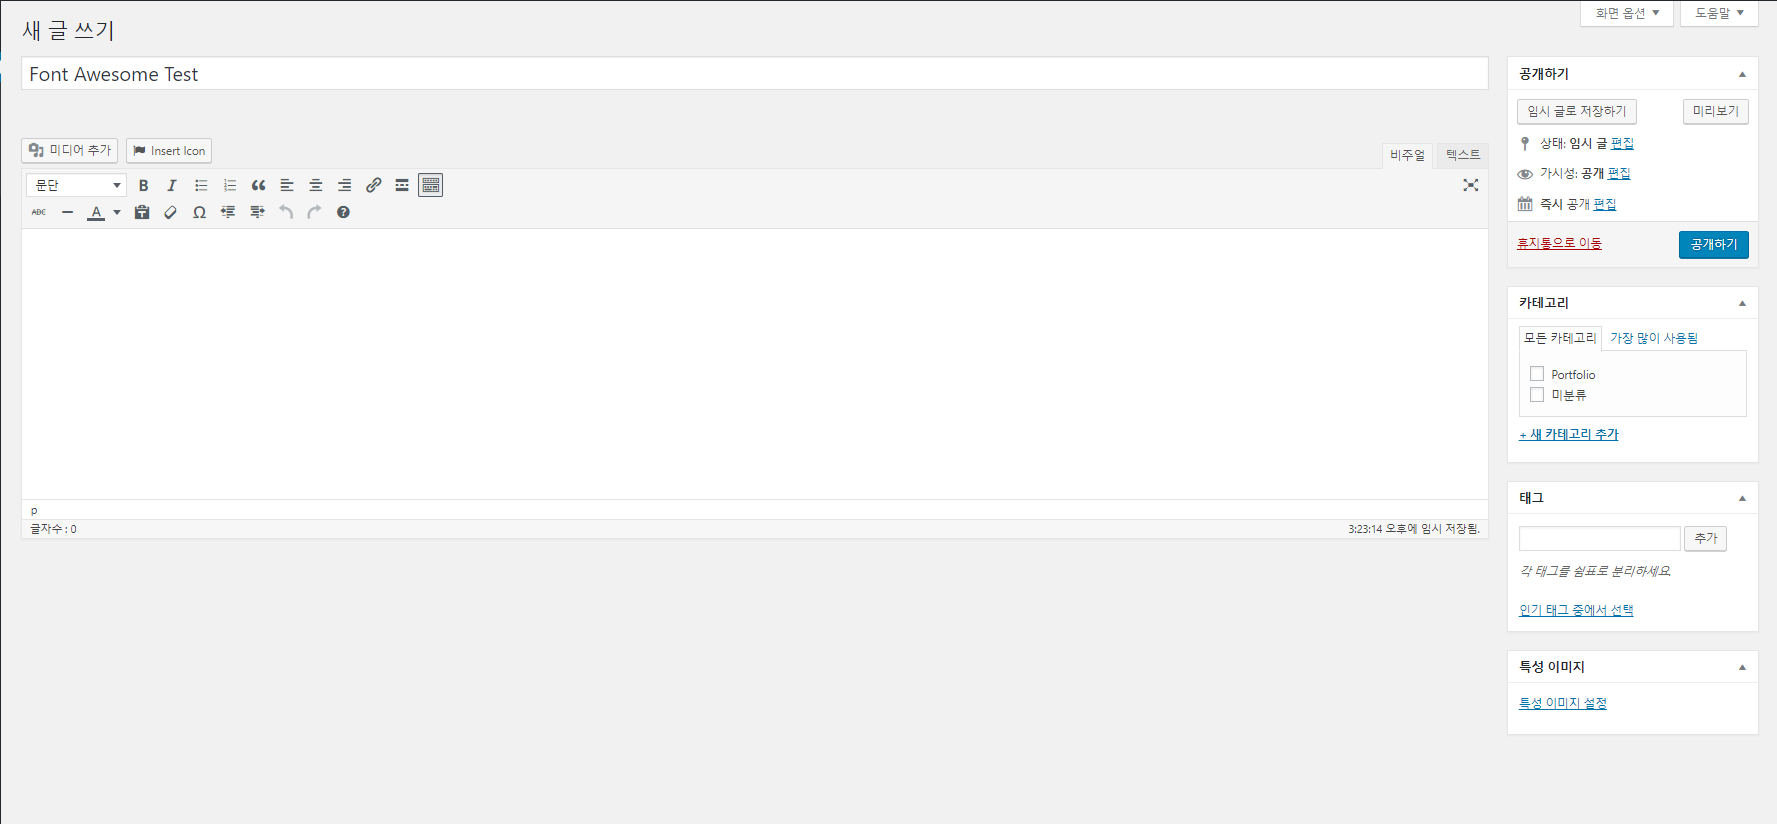 화면 옵션
도움말
새 글 쓰기
Font Awesome Test
미디어 추가
Insert Icon
비주얼
텍스트
문단
B I
ABC A Ω
p
글자수 : 0
3:23:14 오후에 임시 저장됨.
공개하기
임시 글로 저장하기
미리보기
상태: 임시 글 편집
가시성: 공개 편집
즉시 공개 편집
휴지통으로 이동
공개하기
카테고리
모든 카테고리
가장 많이 사용됨
Portfolio
미분류
+ 새 카테고리 추가
태그
추가
각 태그를 쉼표로 분리하세요.
인기 태그 중에서 선택
특성 이미지
특성 이미지 설정